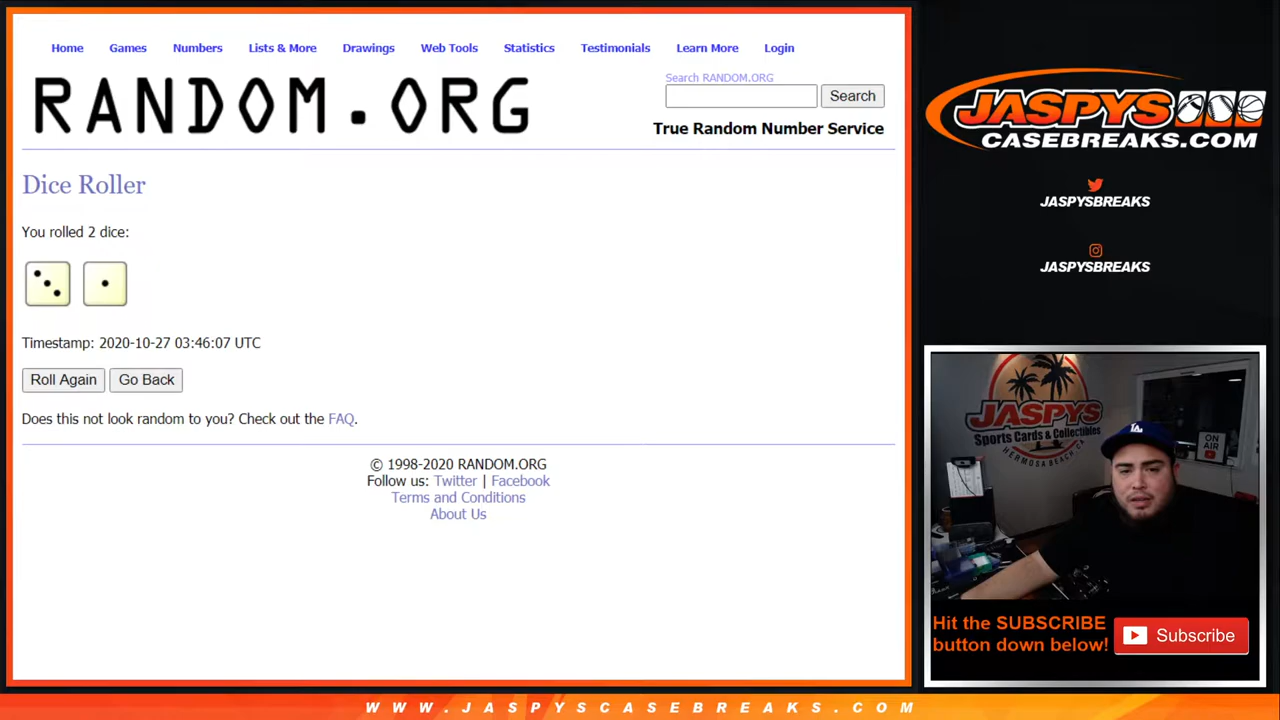 Home Games Numbers Lists & More Drawings Web Tools Statistics Testimonials Learn More Login
RANDOM.ORG
Search RANDOM.ORG
Search
True Random Number Service
Dice Roller
You rolled 2 dice:
Timestamp: 2020-10-27 03:46:07 UTC
Roll Again Go Back
Does this not look random to you? Check out the FAQ.
© 1998-2020 RANDOM.ORG
Follow us: Twitter | Facebook
Terms and Conditions
About Us
JASPYS
CASEBREAKS.COM
JASPYSBREAKS
JASPYSBREAKS
JASPYS
Sports Cards & Collectibles
HERMOSA BEACH, CA
ON
AIR
LA
Hit the SUBSCRIBE
button down below!
Subscribe
WWW.JASPYSCASEBREAKS.COM